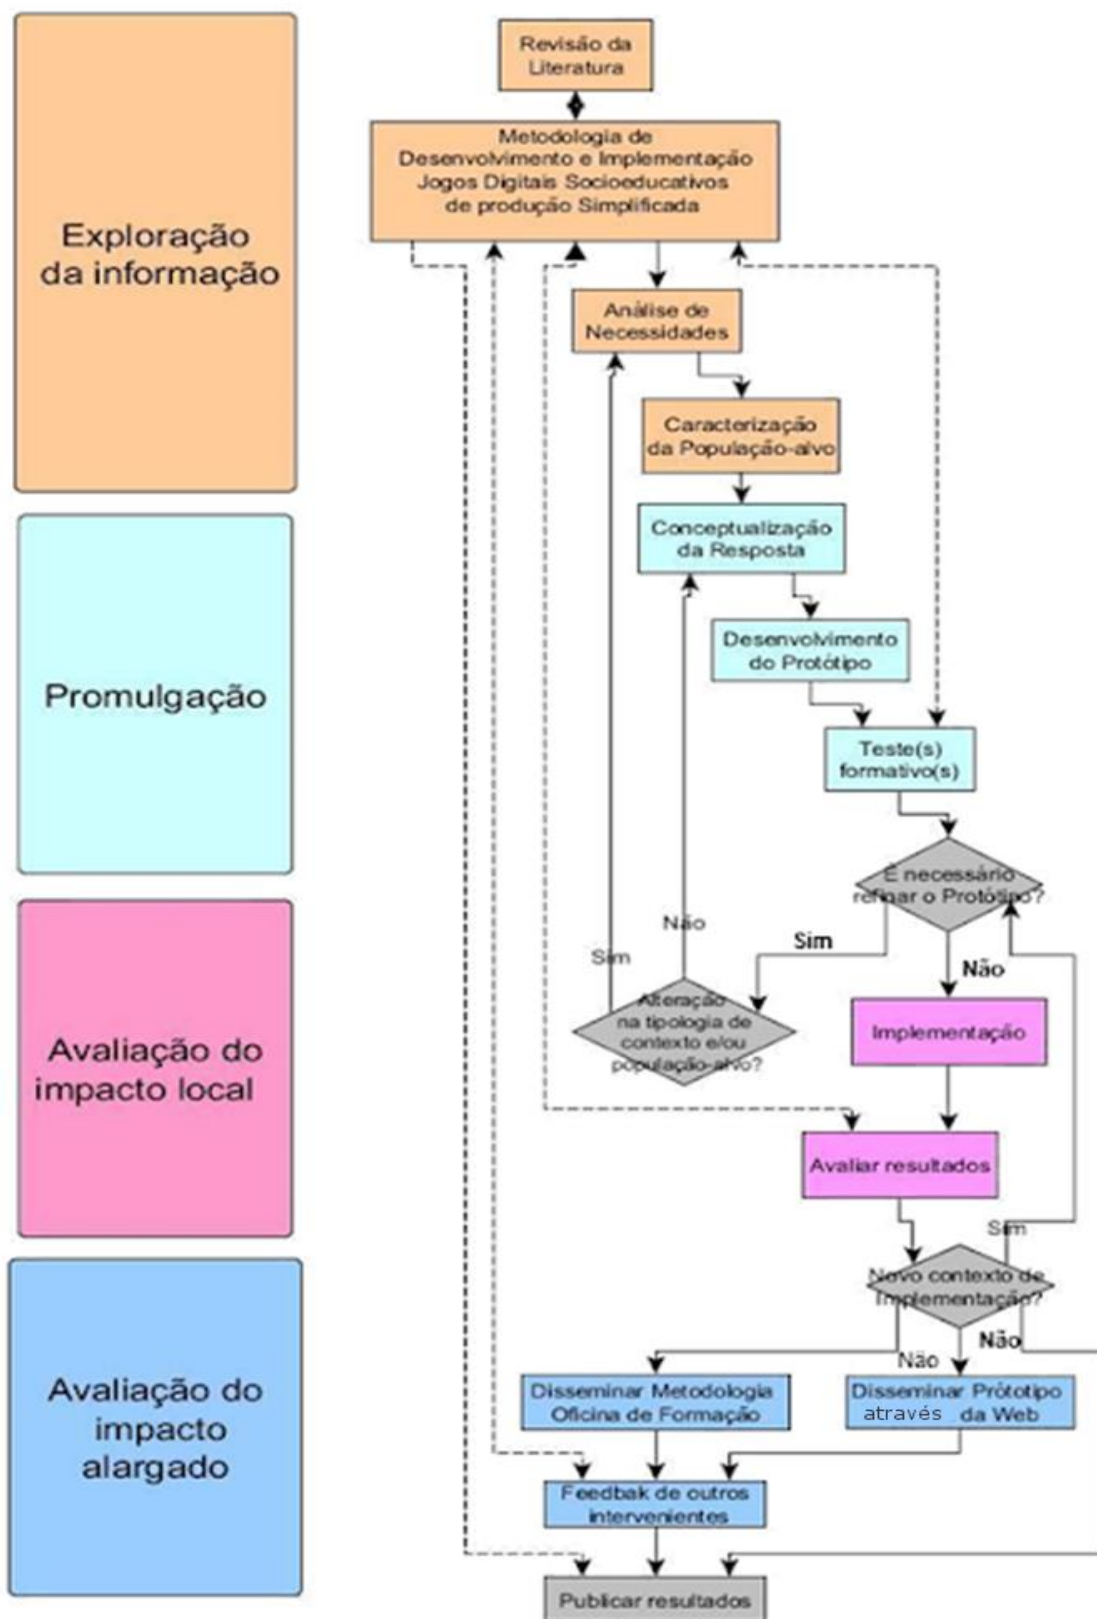 Exploração
da informação
Promulgação
Avaliação do
impacto local
Avaliação do
impacto
alargado
Revisão da
Literatura
Metodologia de
Desenvolvimento e Implementação
Jogos Digitais Socioeducativos
de produção Simplificada
Análise de
Necessidades
Caracterização
da População-alvo
Conceptualização
da Resposta
Desenvolvimento
do Protótipo
Teste(s)
formativo(s)
É necessário
refinar o Protótipo?
Não
Sim
Sim
Não
Alteração
na tipologia de
contexto e/ou
população-alvo?
Implementação
Avaliar resultados
Sim
Novo contexto de
Implementação?
Não
Não
Disseminar Metodologia
Oficina de Formação
Disseminar Prótotipo
através da Web
Feedbak de outros
intervenientes
Publicar resultados